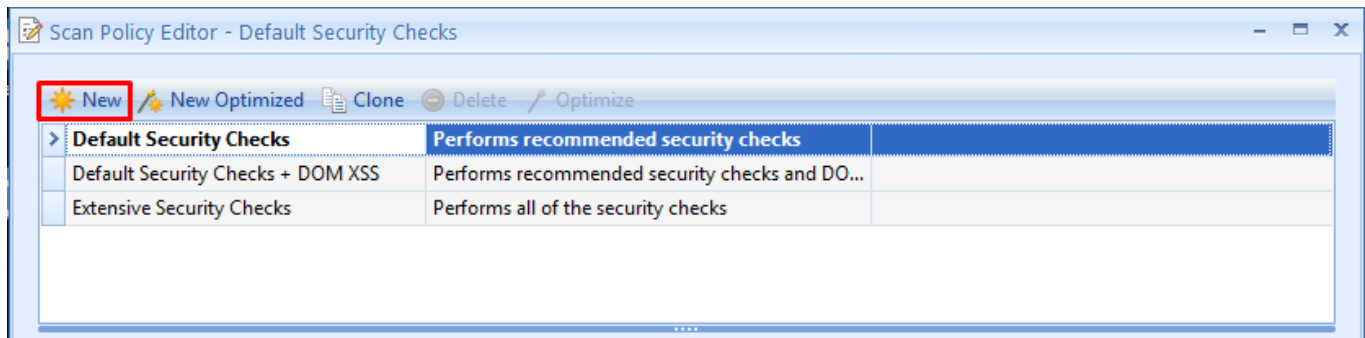 Scan Policy Editor - Default Security Checks
New New Optimized Clone Delete Optimize
Default Security Checks Performs recommended security checks
Default Security Checks + DOM XSS Performs recommended security checks and DO...
Extensive Security Checks Performs all of the security checks